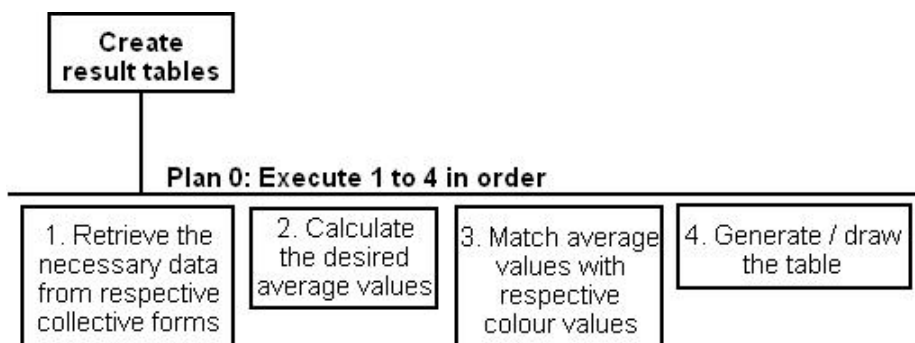 Create
result tables
Plan 0: Execute 1 to 4 in order
1. Retrieve the
necessary data
from respective
collective forms
2. Calculate
the desired
average values
3. Match average
values with
respective
colour values
4. Generate / draw
the table